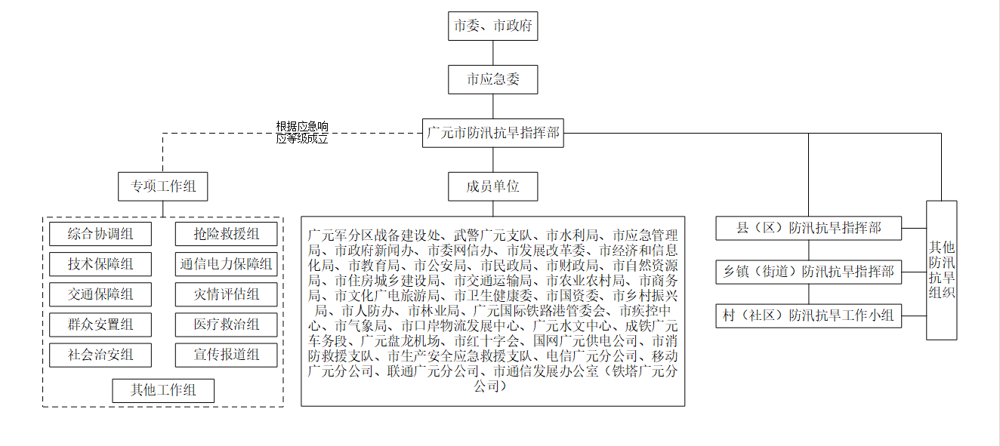 市委、市政府
市应急委
广元市防汛抗旱指挥部
根据应急响
应等级成立
专项工作组
综合协调组
抢险救援组
技术保障组
通信电力保障组
交通保障组
灾情评估组
群众安置组
医疗救治组
社会治安组
宣传报道组
其他工作组
成员单位
广元军分区战备建设处、武警广元支队、市水利局、市应急管理
局、市政府新闻办、市委网信办、市发展改革委、市经济和信息
化局、市教育局、市公安局、市民政局、市财政局、市自然资源
局、市住房城乡建设局、市交通运输局、市农业农村局、市商务
局、市文化广电旅游局、市卫生健康委、市国资委、市乡村振兴
局、市人防办、市林业局、广元国际铁路港管委会、市疾控中
心、市气象局、市口岸物流发展中心、广元水文中心、成铁广元
车务段、广元盘龙机场、市红十字会、国网广元供电公司、市消
防救援支队、市生产安全应急救援支队、电信广元分公司、移动
广元分公司、联通广元分公司、市通信发展办公室（铁塔广元分
公司）
县（区）防汛抗旱指挥部
乡镇（街道）防汛抗旱指挥部
村（社区）防汛抗旱工作小组
其他
防汛
抗旱
组织